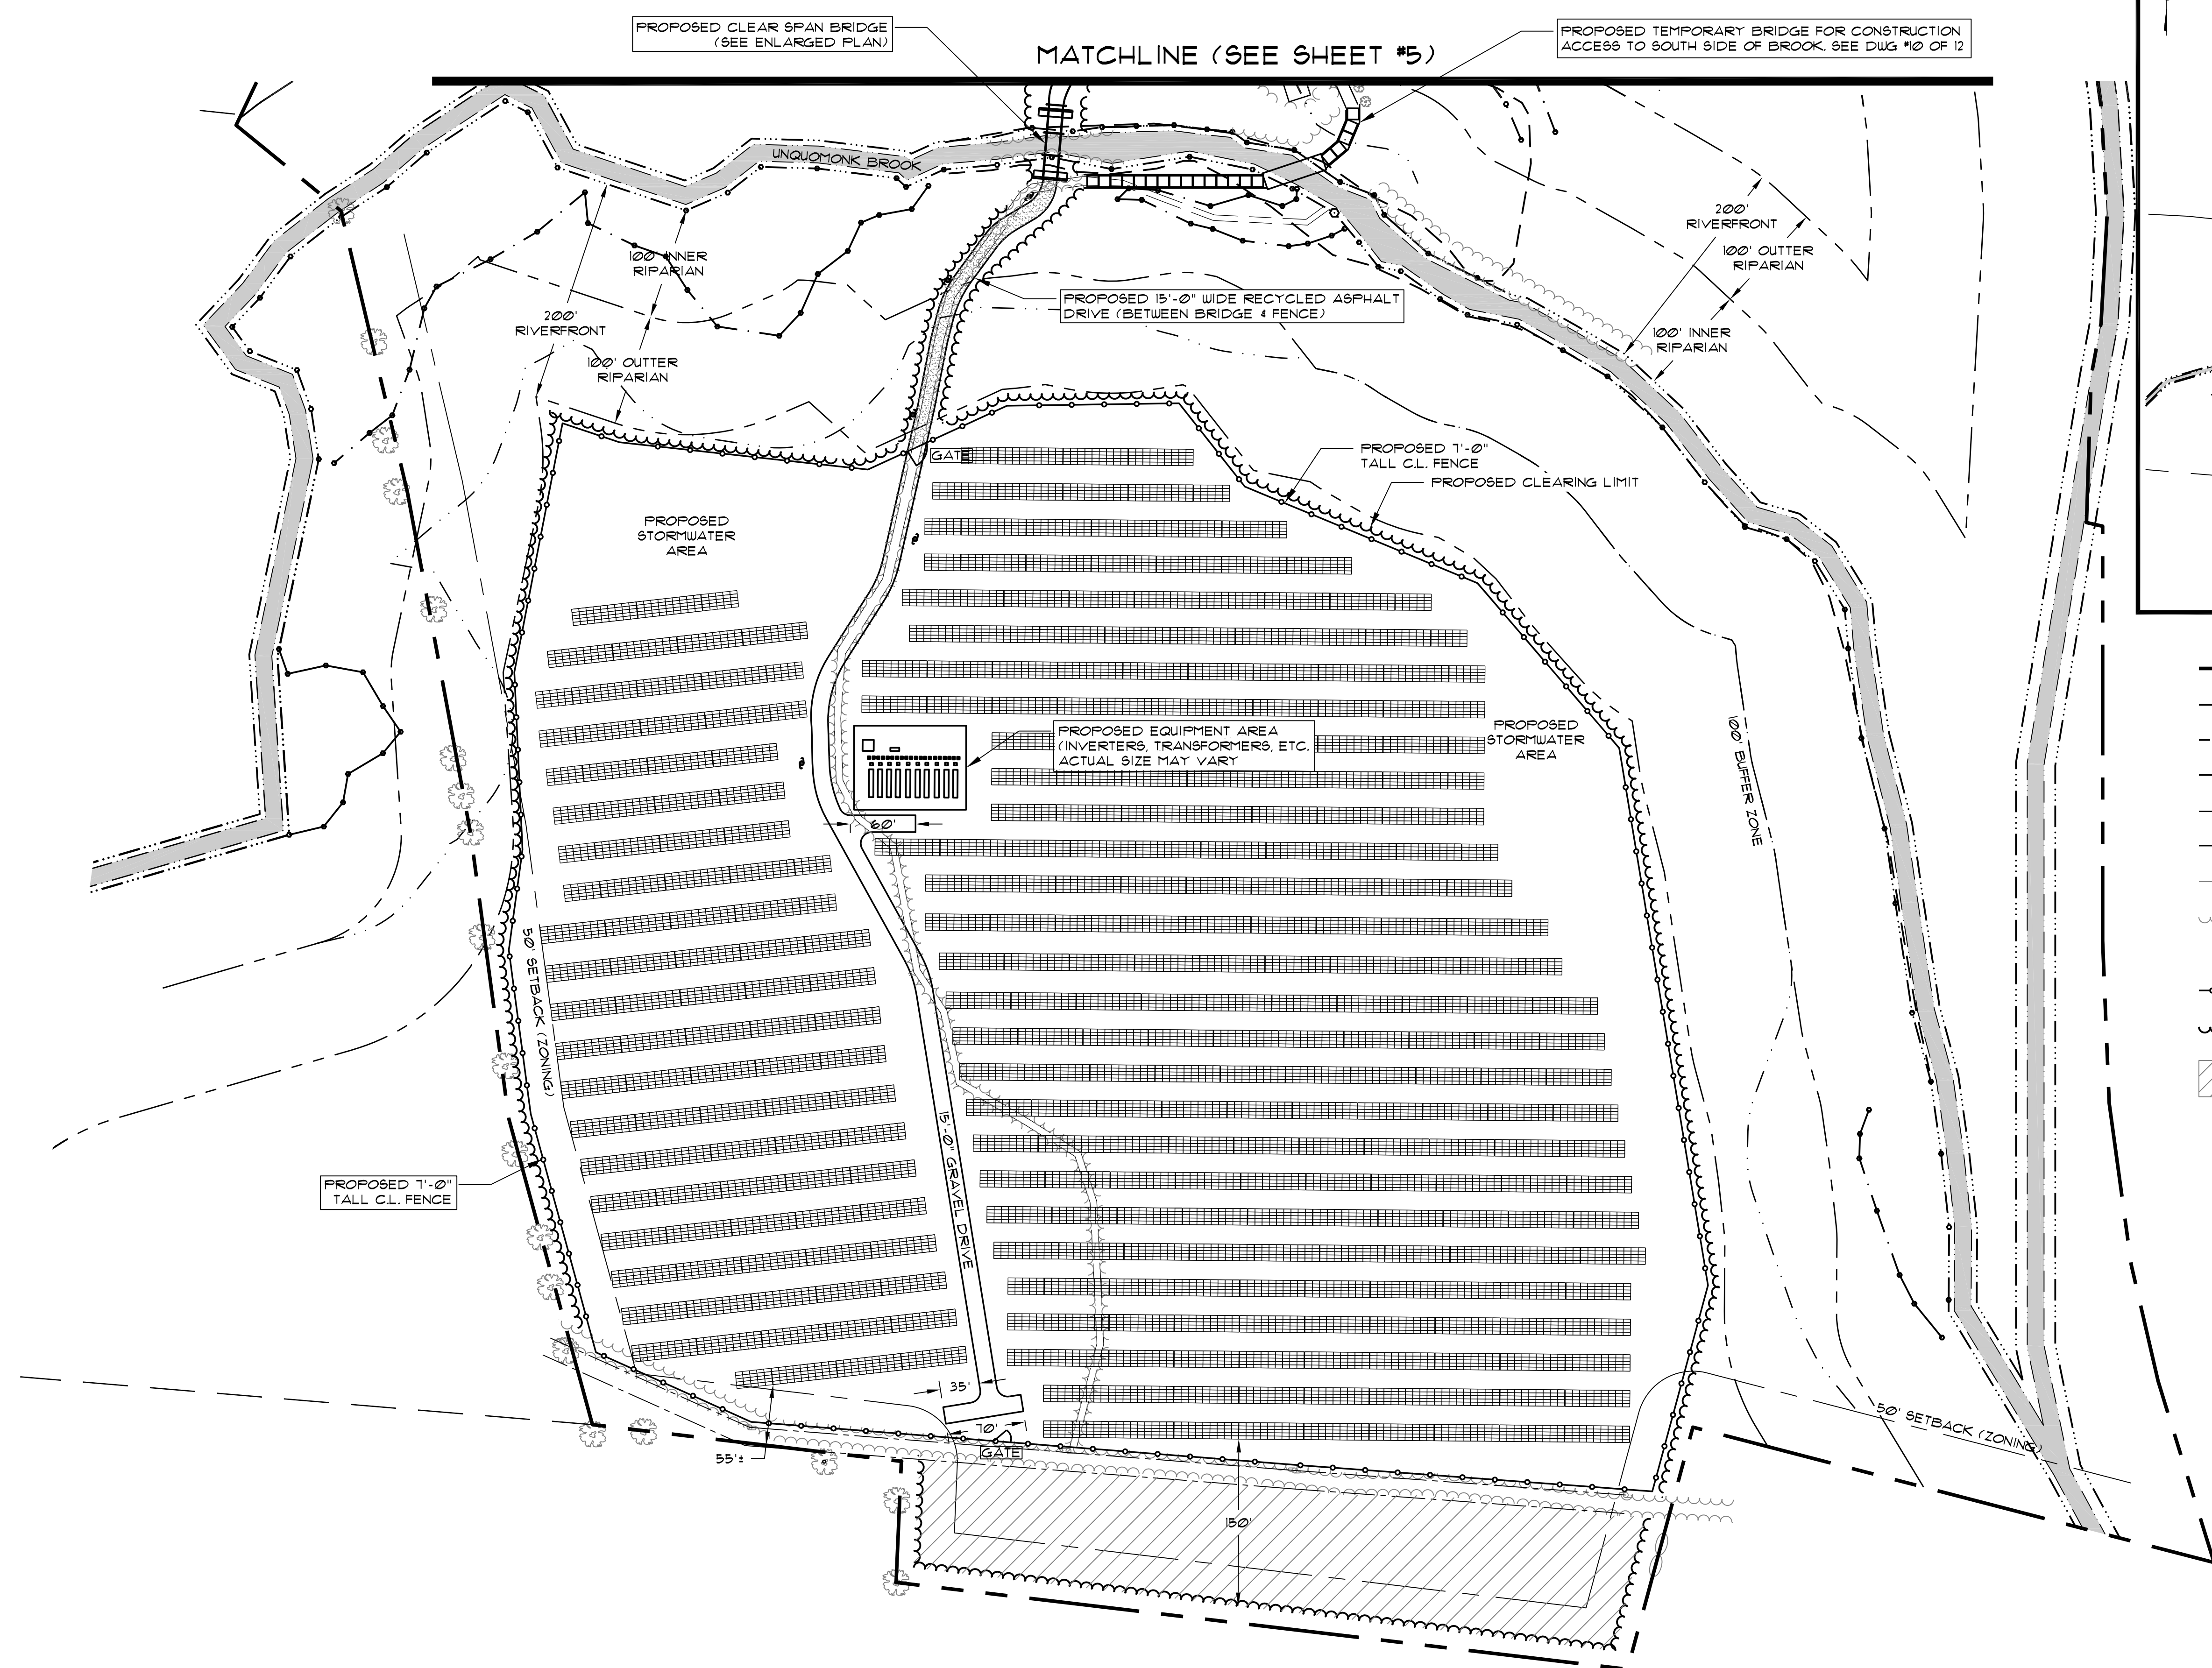 PROPOSED CLEAR SPAN BRIDGE
(SEE ENLARGED PLAN)
MATCHLINE (SEE SHEET #5)
PROPOSED TEMPORARY BRIDGE FOR CONSTRUCTION
ACCESS TO SOUTH SIDE OF BROOK. SEE DWG #10 OF 12
UNQUOMONK BROOK
200'
RIVERFRONT
100' OUTTER
RIPARIAN
100' INNER
RIPARIAN
100' INNER
RIPARIAN
200'
RIVERFRONT
100' OUTTER
RIPARIAN
PROPOSED 15'-0" WIDE RECYCLED ASPHALT
DRIVE (BETWEEN BRIDGE & FENCE)
GATE
PROPOSED 7'-0"
TALL C.L. FENCE
PROPOSED CLEARING LIMIT
PROPOSED
STORMWATER
AREA
PROPOSED EQUIPMENT AREA
(INVERTERS, TRANSFORMERS, ETC.
ACTUAL SIZE MAY VARY
PROPOSED
STORMWATER
AREA
100' BUFFER ZONE
60'
50' SETBACK (ZONING)
15'-0" GRAVEL DRIVE
PROPOSED 7'-0"
TALL C.L. FENCE
35'
70'
GATE
55'±
50' SETBACK (ZONING)
150'